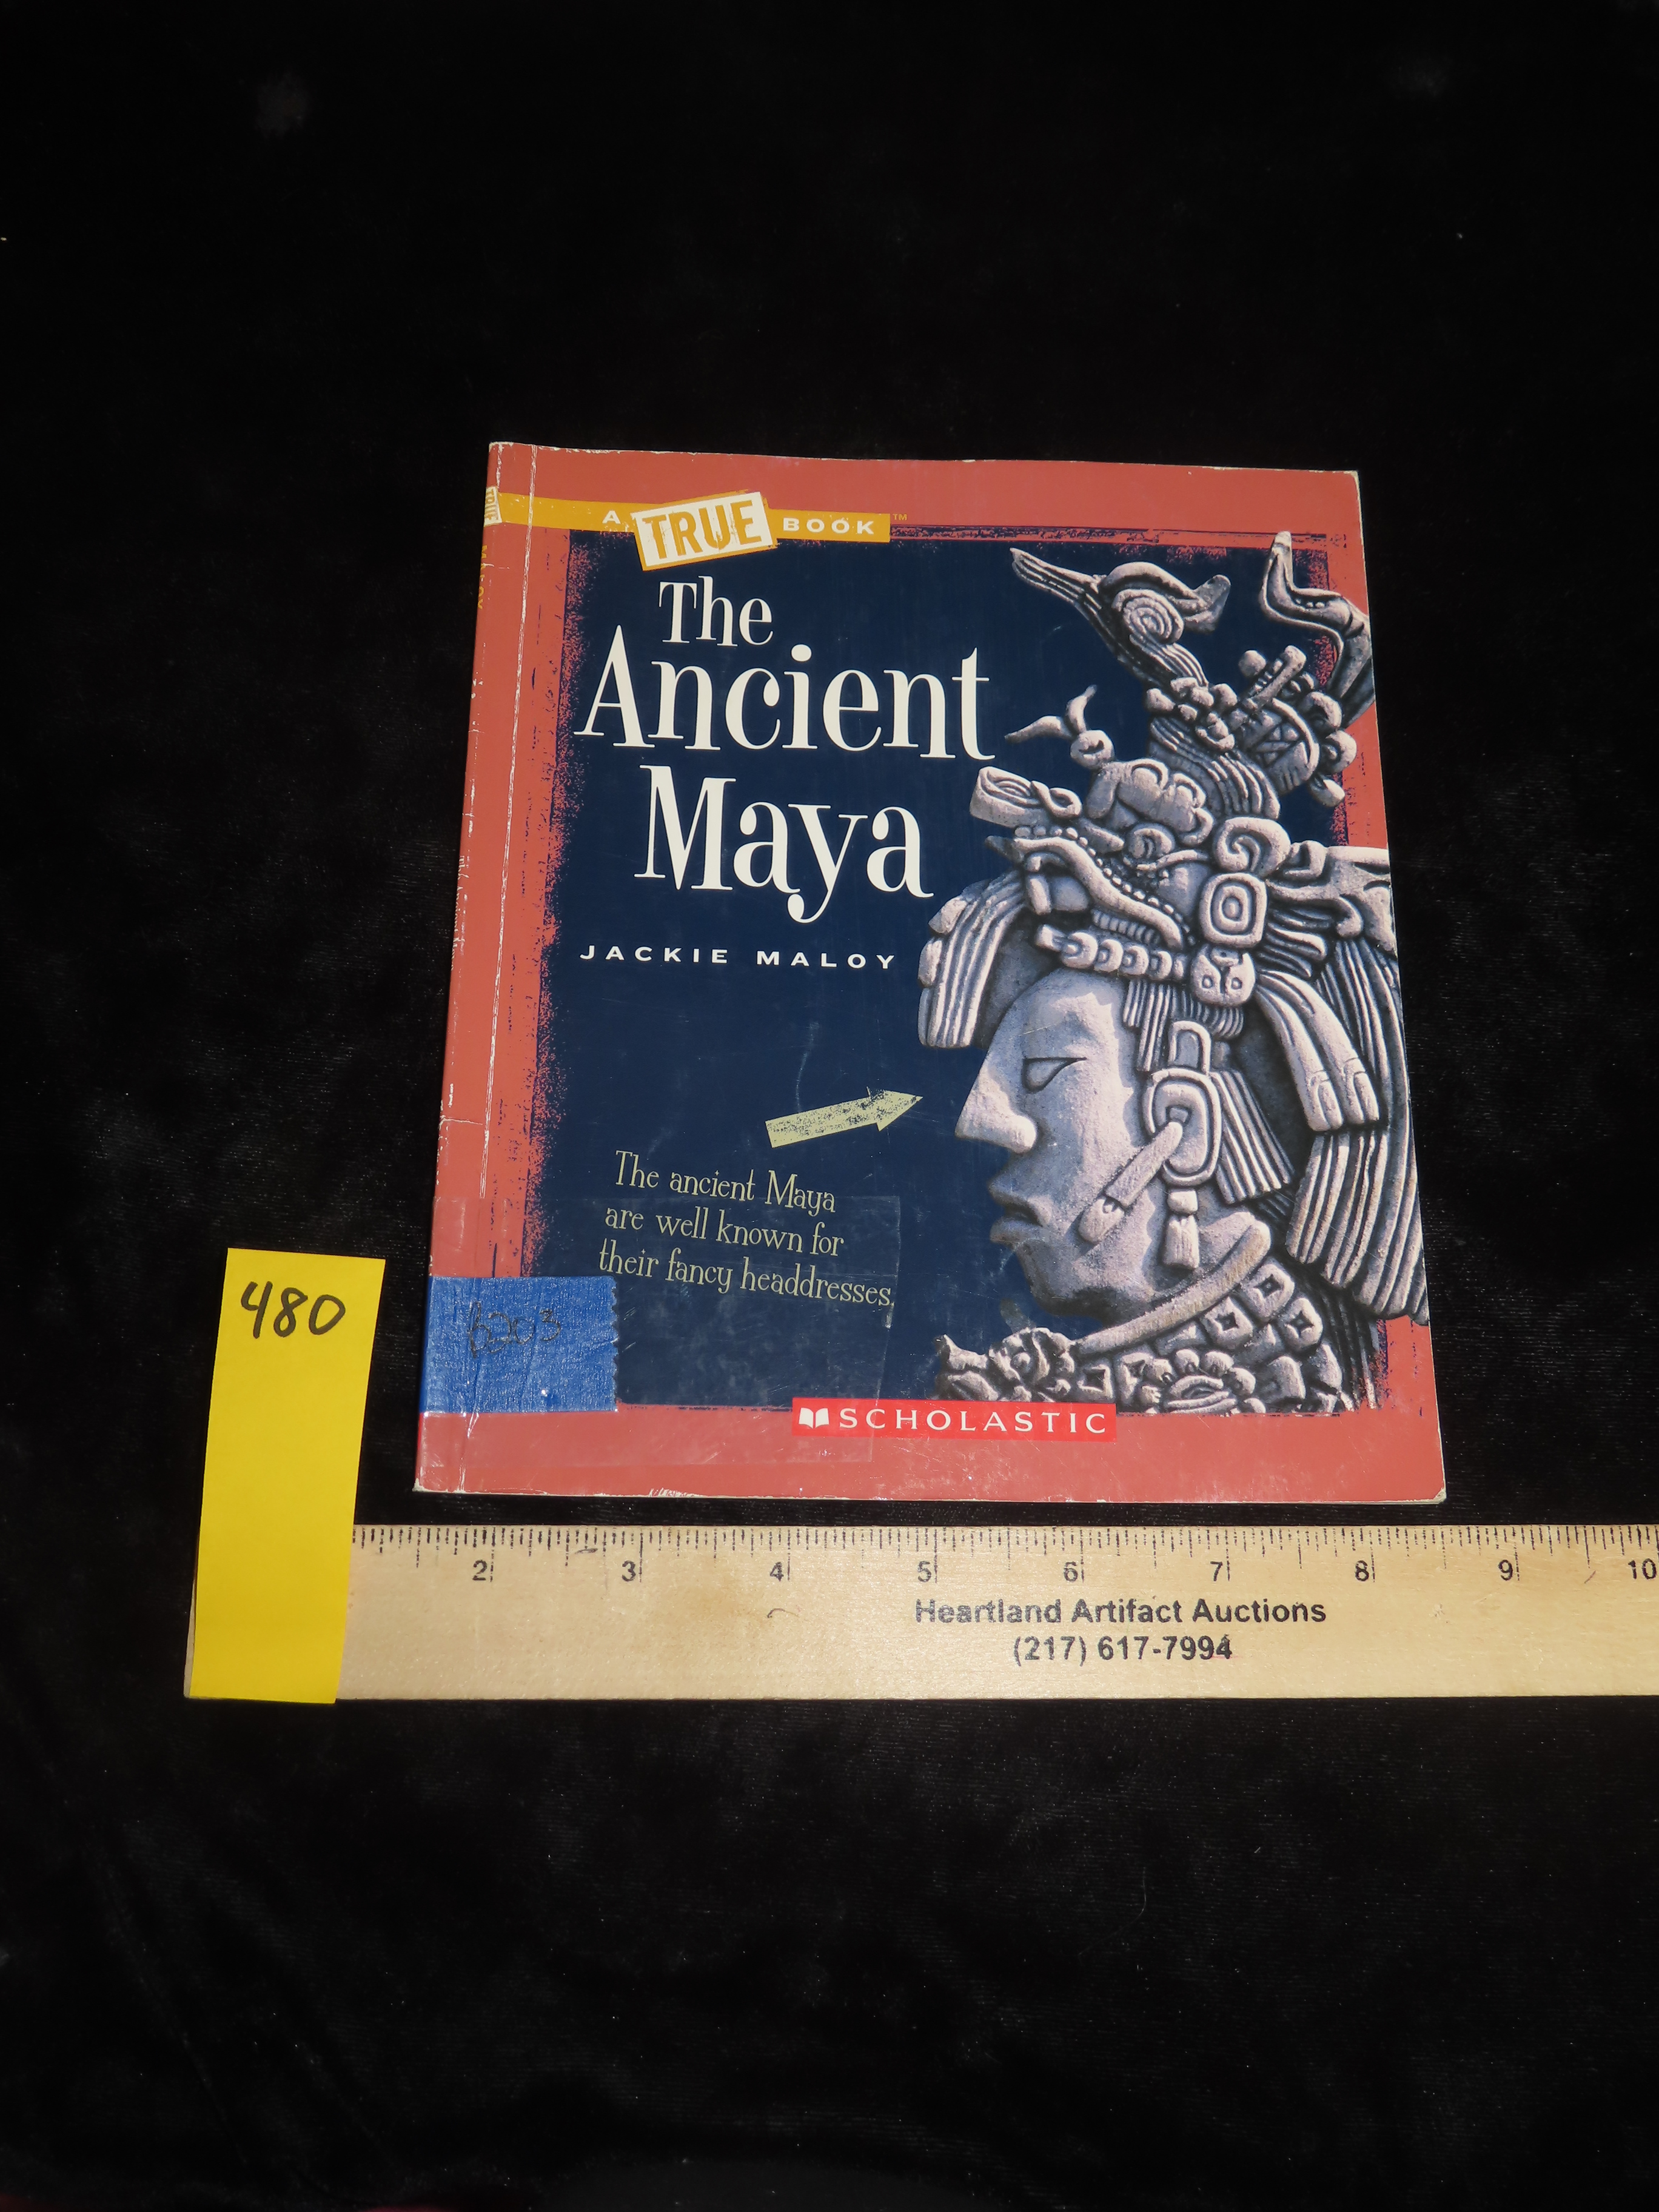 A TRUE BOOK™
The
Ancient
Maya
JACKIE MALOY
The ancient Maya
are well known for
their fancy headdresses.
480
SCHOLASTIC
2 3 4 5 6 7 8 9 10
Heartland Artifact Auctions
(217) 617-7994